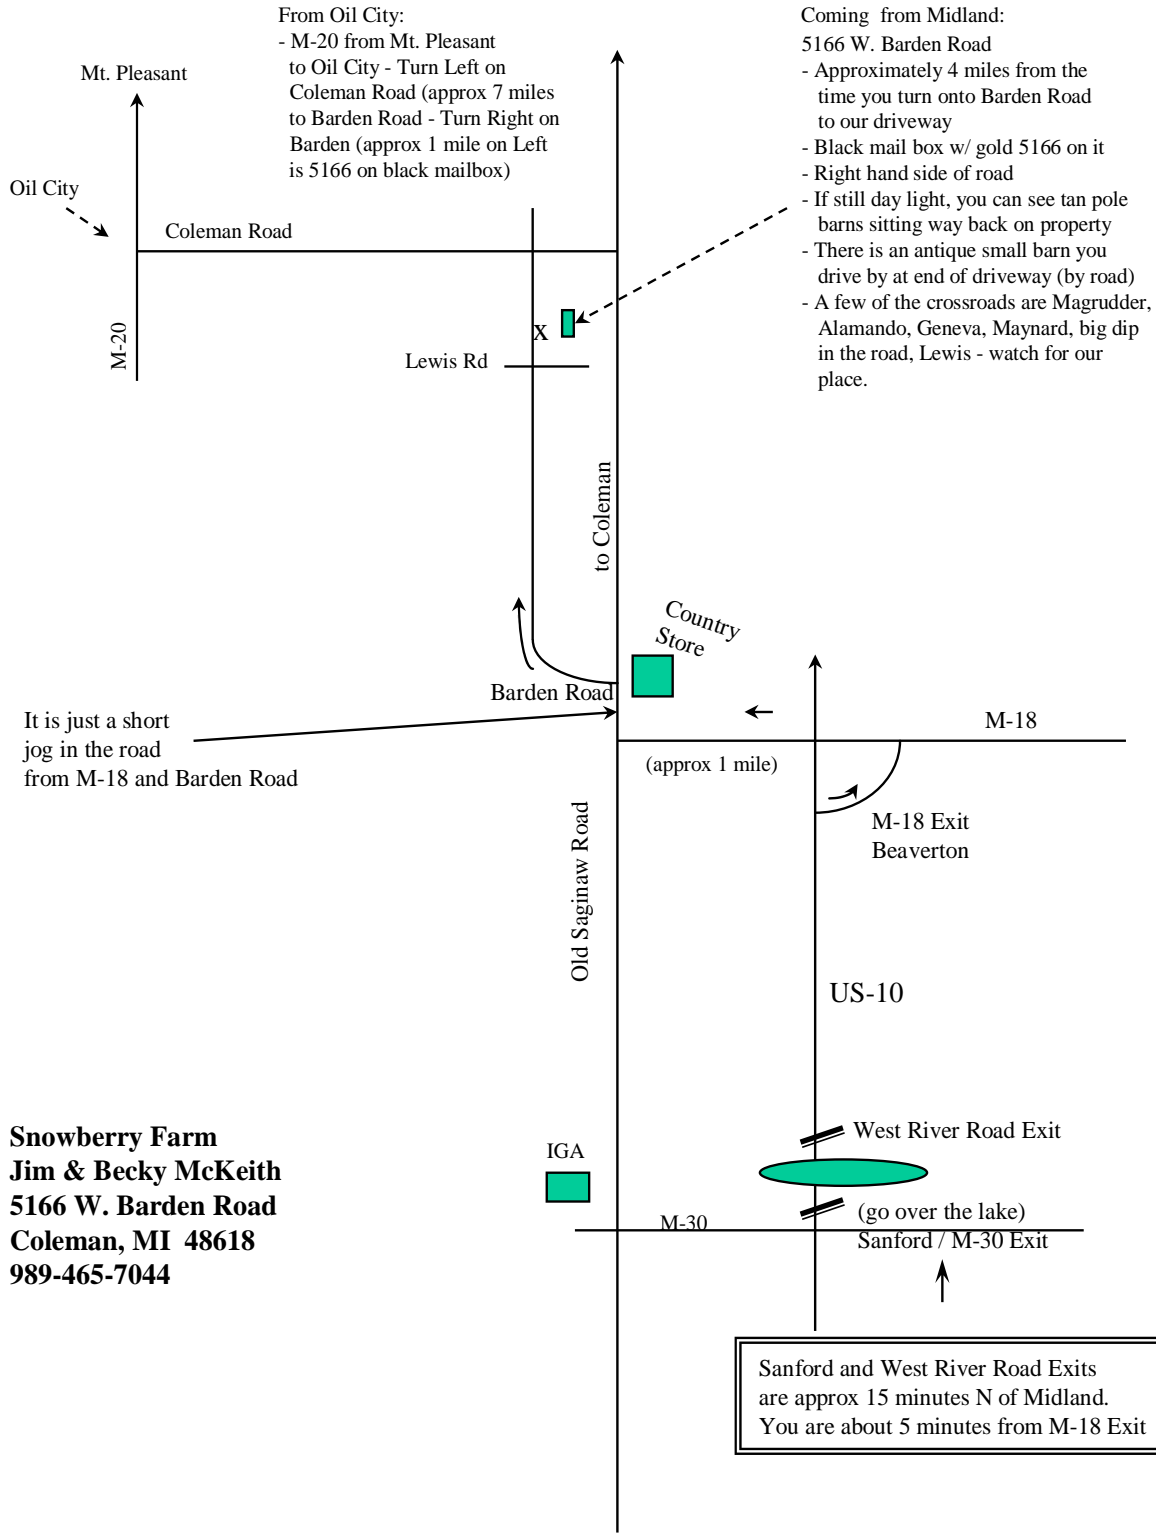 From Oil City:
- M-20 from Mt. Pleasant
to Oil City - Turn Left on
Coleman Road (approx 7 miles
to Barden Road - Turn Right on
Barden (approx 1 mile on Left
is 5166 on black mailbox)
Coming from Midland:
5166 W. Barden Road
- Approximately 4 miles from the
time you turn onto Barden Road
to our driveway
- Black mail box w/ gold 5166 on it
- Right hand side of road
- If still day light, you can see tan pole
barns sitting way back on property
- There is an antique small barn you
drive by at end of driveway (by road)
- A few of the crossroads are Magrudder,
Alamando, Geneva, Maynard, big dip
in the road, Lewis - watch for our
place.
Mt. Pleasant
Oil City
Coleman Road
M-20
x
Lewis Rd
to Coleman
Country
Store
Barden Road
It is just a short
jog in the road
from M-18 and Barden Road
M-18
(approx 1 mile)
M-18 Exit
Beaverton
Old Saginaw Road
US-10
West River Road Exit
IGA
(go over the lake)
M-30
Sanford / M-30 Exit
Snowberry Farm
Jim & Becky McKeith
5166 W. Barden Road
Coleman, MI 48618
989-465-7044
Sanford and West River Road Exits
are approx 15 minutes N of Midland.
You are about 5 minutes from M-18 Exit